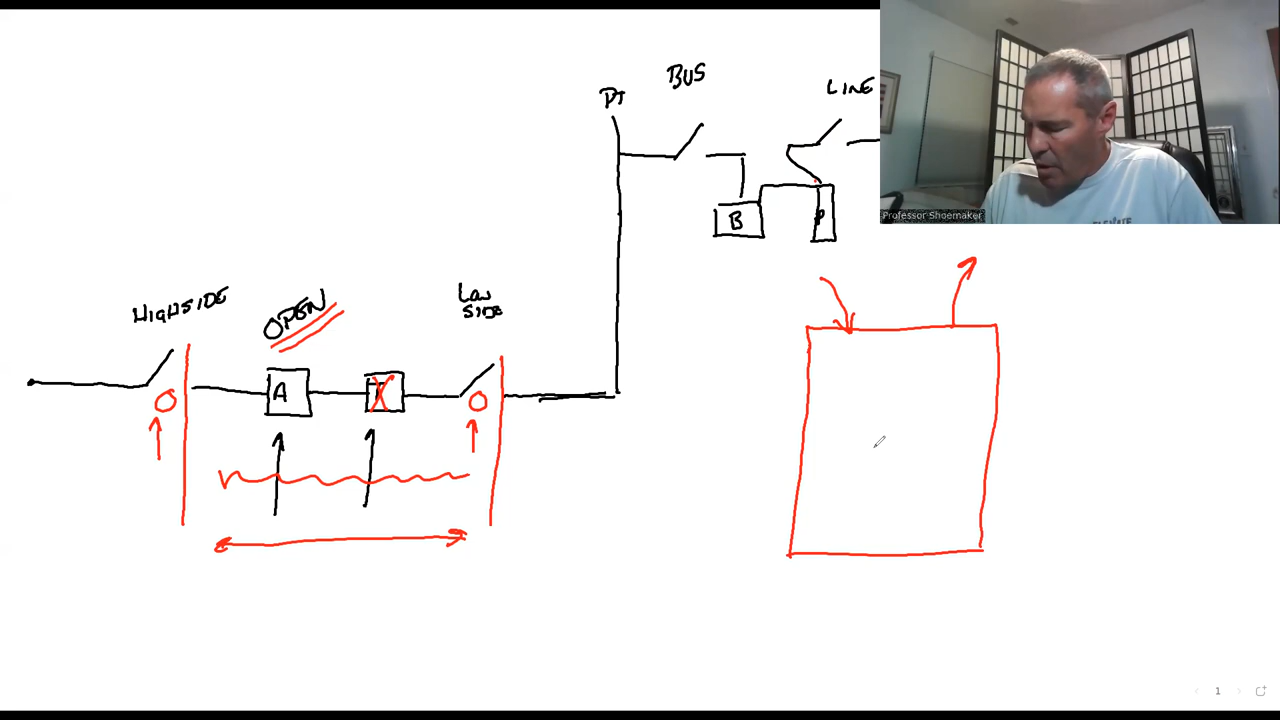 PT
BUS
LINE
Professor Shoemaker
B
HIGHSIDE
OPEN
LOW
SIDE
A
1